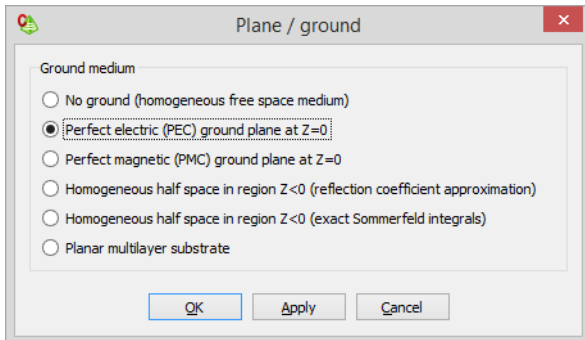 Plane / ground
Ground medium
No ground (homogeneous free space medium)
Perfect electric (PEC) ground plane at Z=0
Perfect magnetic (PMC) ground plane at Z=0
Homogeneous half space in region Z<0 (reflection coefficient approximation)
Homogeneous half space in region Z<0 (exact Sommerfeld integrals)
Planar multilayer substrate
OK Apply Cancel